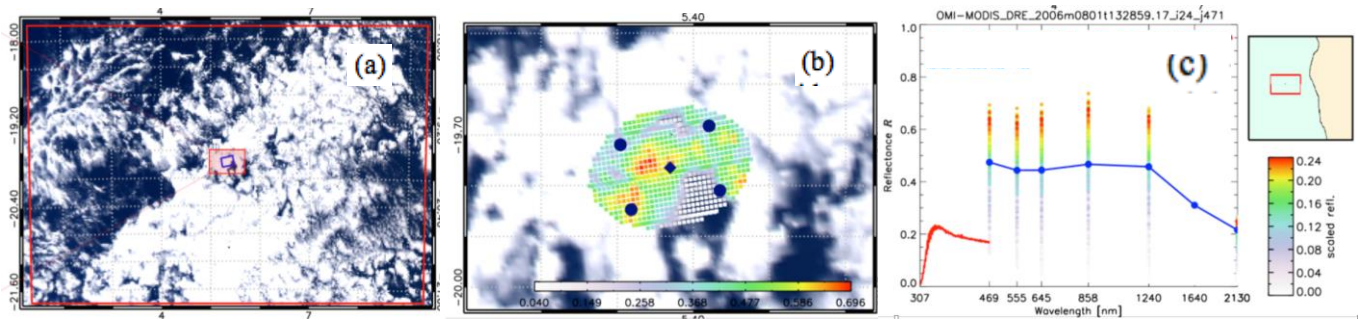 4
7
-18.00
-19.20
-20.40
-21.60
(a)
4
7
5.40
-19.70
-20.00
(b)
0.040 0.149 0.258 0.368 0.477 0.586 0.696
5.40
OMI-MODIS_DRE_2006m0801t132859.17_i24_j471
1.0
0.8
0.6
0.4
0.2
0.0
Reflectance R
(c)
307 469 555 645 858 1240 1640 2130
Wavelength [nm]
0.24
0.20
0.16
0.12
0.08
0.04
0.00
scaled refl.